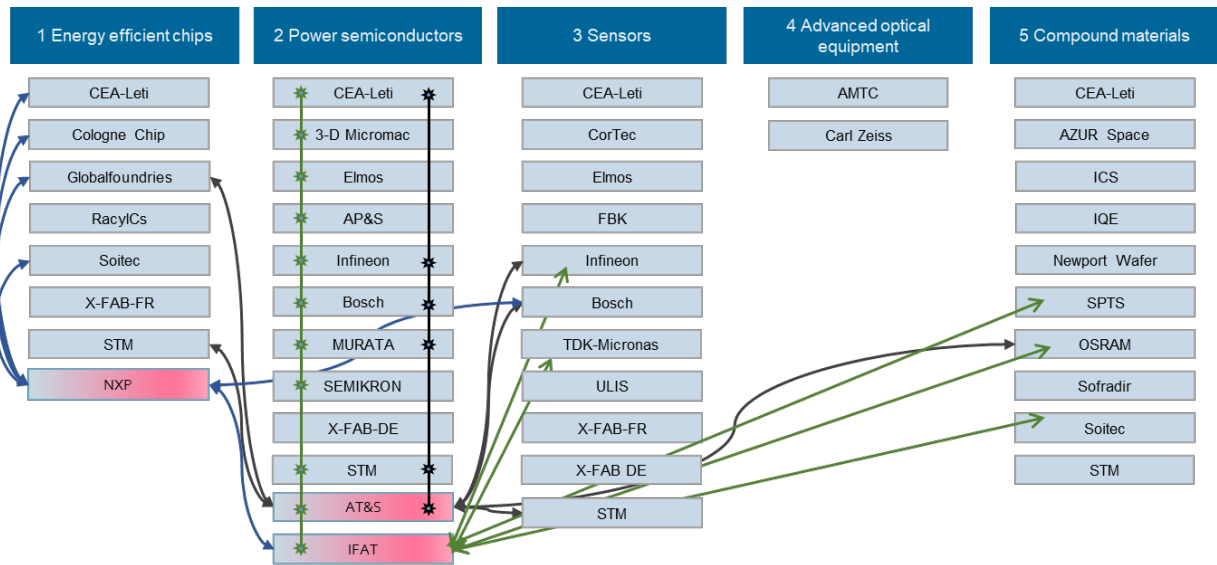 1 Energy efficient chips
CEA-Leti
Cologne Chip
Globalfoundries
RacyICs
Soitec
X-FAB-FR
STM
NXP
2 Power semiconductors
CEA-Leti
3-D Micromac
Elmos
AP&S
Infineon
Bosch
MURATA
SEMIKRON
X-FAB-DE
STM
AT&S
IFAT
3 Sensors
CEA-Leti
CorTec
Elmos
FBK
Infineon
Bosch
TDK-Micronas
ULIS
X-FAB-FR
X-FAB DE
STM
4 Advanced optical
equipment
AMTC
Carl Zeiss
5 Compound materials
CEA-Leti
AZUR Space
ICS
IQE
Newport Wafer
SPTS
OSRAM
Sofradir
Soitec
STM